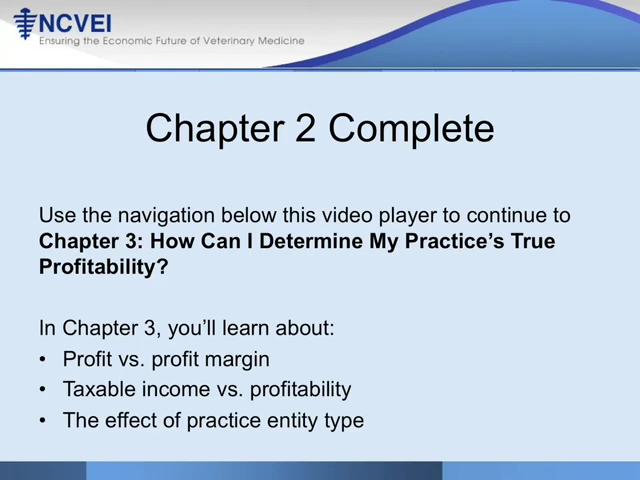 NCVEI
Ensuring the Economic Future of Veterinary Medicine
Chapter 2 Complete
Use the navigation below this video player to continue to
Chapter 3: How Can I Determine My Practice’s True
Profitability?
In Chapter 3, you’ll learn about:
• Profit vs. profit margin
• Taxable income vs. profitability
• The effect of practice entity type